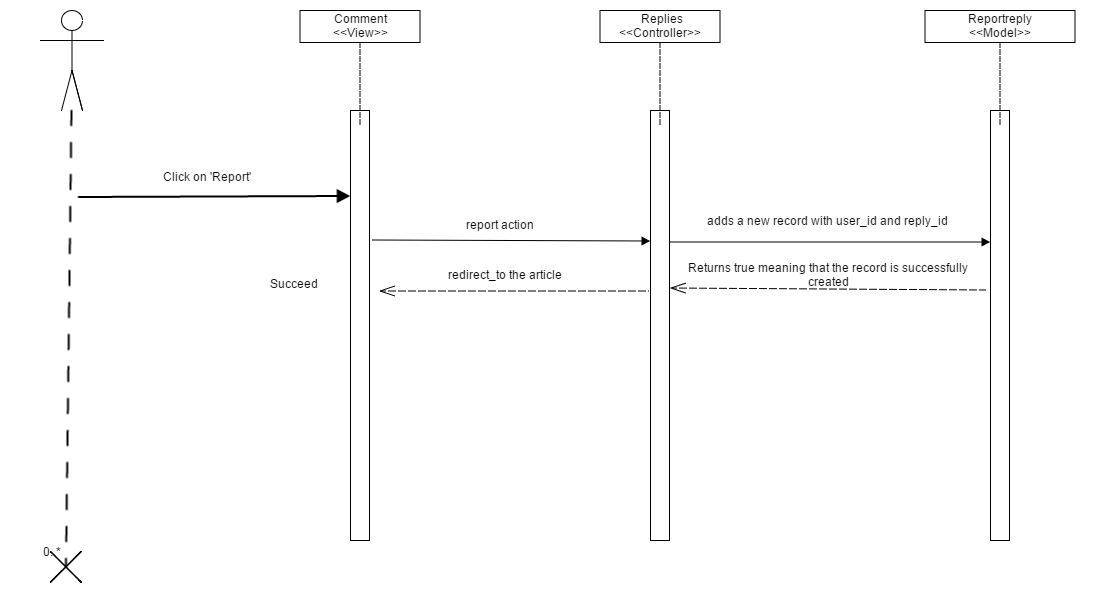 Comment
<<View>>
Replies
<<Controller>>
Reportreply
<<Model>>
Click on 'Report'
report action
adds a new record with user_id and reply_id
Succeed
redirect_to the article
Returns true meaning that the record is successfully
created
0..*